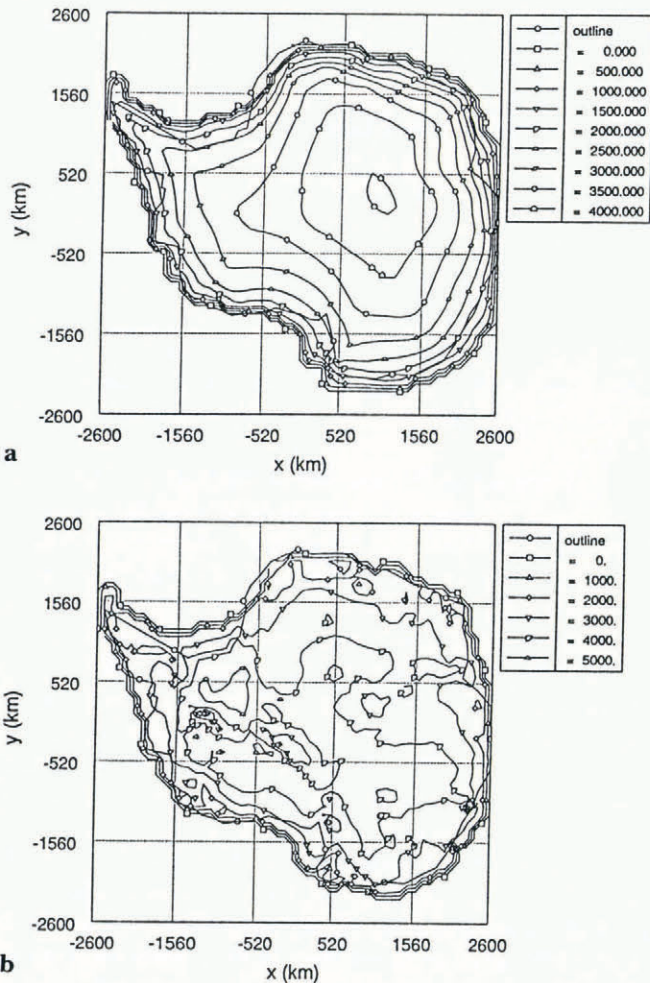 2600
1560
520
-520
-1560
-2600
y (km)
-2600 -1560 -520 520 1560 2600
x (km)
outline
= 0.000
= 500.000
= 1000.000
= 1500.000
= 2000.000
= 2500.000
= 3000.000
= 3500.000
= 4000.000
a
2600
1560
520
-520
-1560
-2600
y (km)
-2600 -1560 -520 520 1560 2600
x (km)
outline
= 0.
= 1000.
= 2000.
= 3000.
= 4000.
= 5000.
b